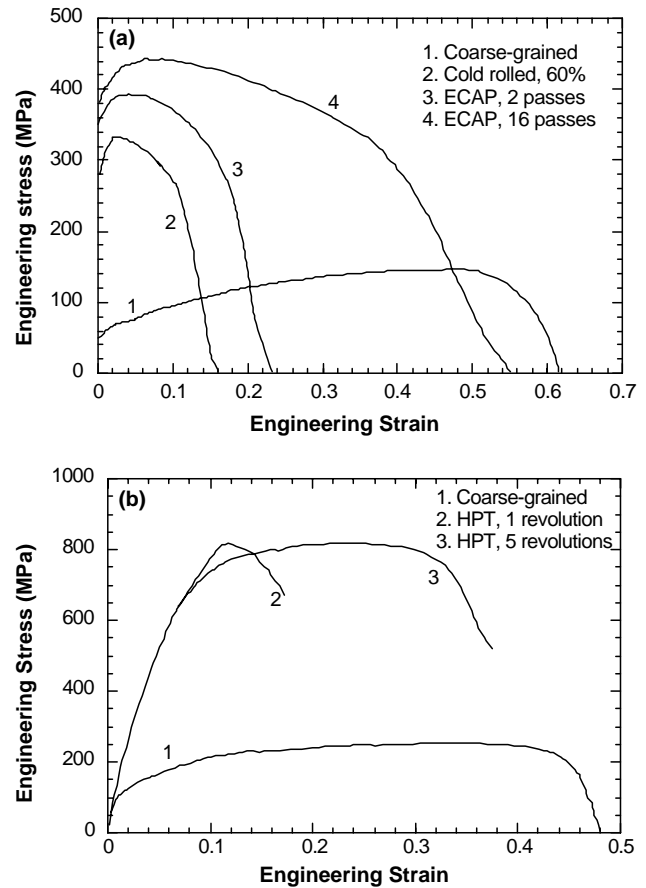 (a)
1. Coarse-grained
2. Cold rolled, 60%
3. ECAP, 2 passes
4. ECAP, 16 passes
500
400
300
200
100
0
Engineering stress (MPa)
1
2
3
4
0
0.1
0.2
0.3
0.4
0.5
0.6
0.7
Engineering Strain
(b)
1. Coarse-grained
2. HPT, 1 revolution
3. HPT, 5 revolutions
1000
800
600
400
200
0
Engineering Stress (MPa)
1
2
3
0
0.1
0.2
0.3
0.4
0.5
Engineering Strain